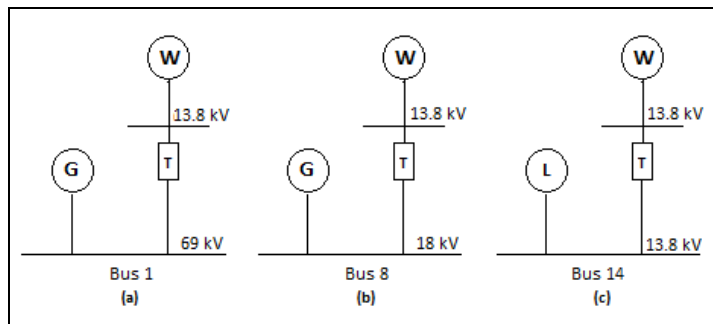 W
13.8 kV
G
T
69 kV
Bus 1
(a)
W
13.8 kV
G
T
18 kV
Bus 8
(b)
W
13.8 kV
L
T
13.8 kV
Bus 14
(c)